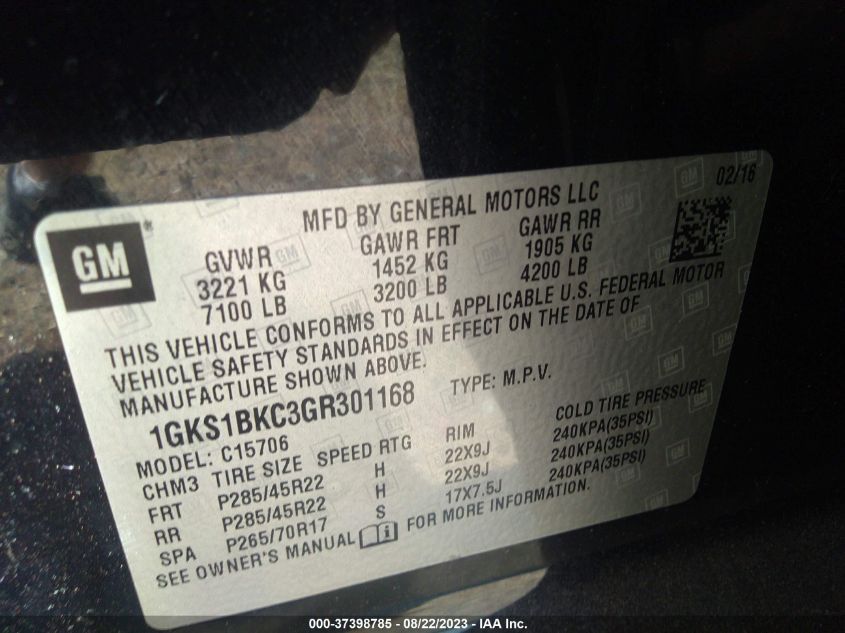 MFD BY GENERAL MOTORS LLC
02/16
GM
GVWR GAWR FRT GAWR RR
3221 KG 1452 KG 1905 KG
7100 LB 3200 LB 4200 LB
THIS VEHICLE CONFORMS TO ALL APPLICABLE U.S. FEDERAL MOTOR
VEHICLE SAFETY STANDARDS IN EFFECT ON THE DATE OF
MANUFACTURE SHOWN ABOVE.
1GKS1BKC3GR301168 TYPE: M.P.V.
MODEL: C15706
CHM3 TIRE SIZE SPEED RTG RIM COLD TIRE PRESSURE
FRT P285/45R22 H 22X9J 240KPA(35PSI)
RR P285/45R22 H 22X9J 240KPA(35PSI)
SPA P265/70R17 S 17X7.5J 240KPA(35PSI)
SEE OWNER'S MANUAL FOR MORE INFORMATION.
000-37398785 - 08/22/2023 - IAA Inc.